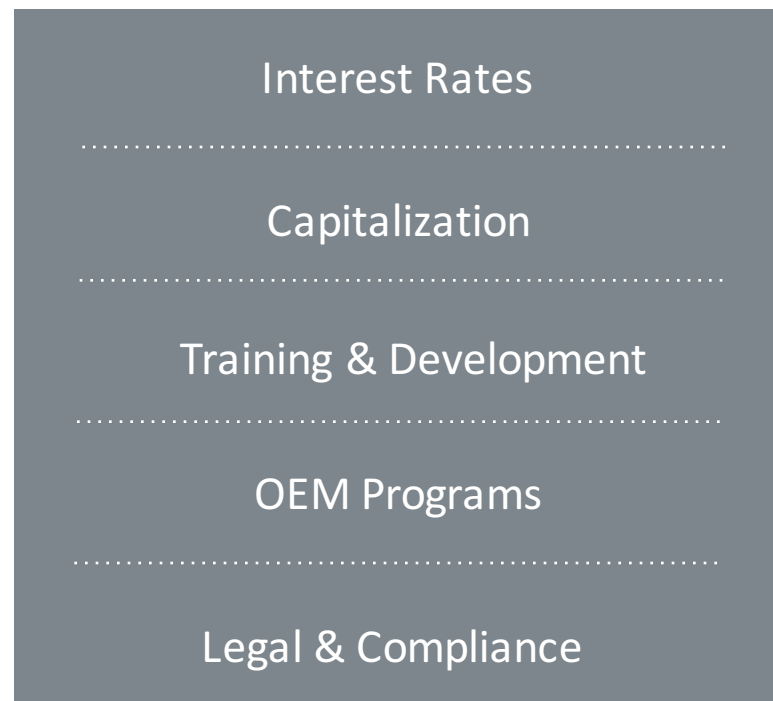 Interest Rates
Capitalization
Training & Development
OEM Programs
Legal & Compliance